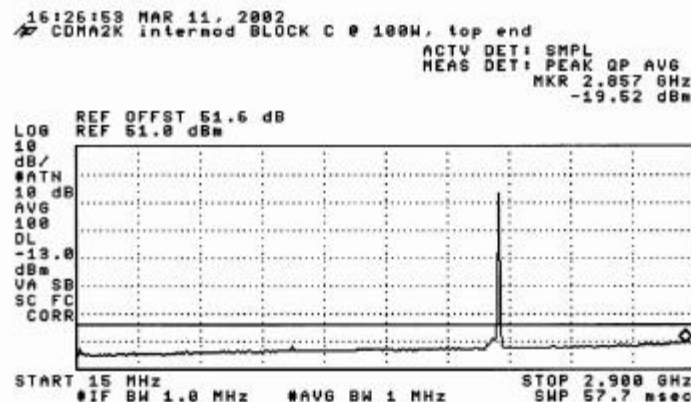 16:26:53 MAR 11, 2002
CDMA2K intermod BLOCK C @ 100W, top end
ACTV DET: SMPL
MEAS DET: PEAK QP AVG
MKR 2.857 GHz
-19.52 dBm
REF OFFSET 51.6 dB
LOG REF 51.0 dBm
10
dB/
#ATN
10 dB
AVG
100
DL
-13.0
dBm
VA SB
SC FC
CORR
START 15 MHz STOP 2.900 GHz
#IF BW 1.0 MHz #AVG BW 1 MHz SWP 57.7 msec